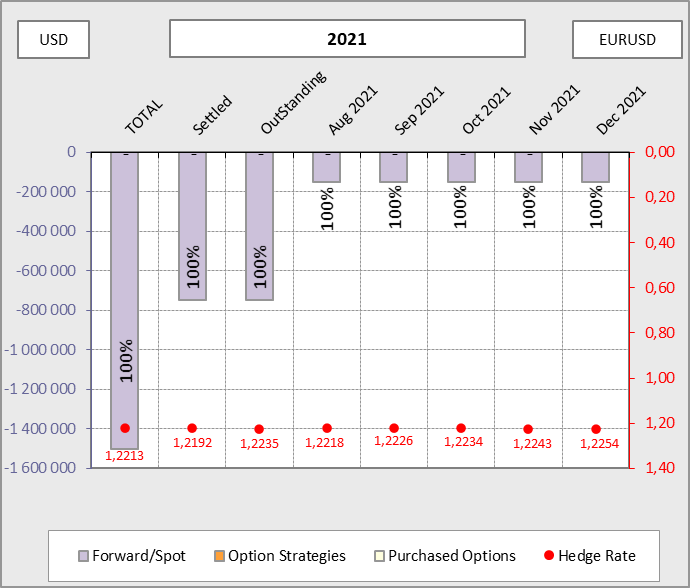 USD
2021
EURUSD
TOTAL
Settled
OutStanding
Aug 2021
Sep 2021
Oct 2021
Nov 2021
Dec 2021
0
-200 000
-400 000
-600 000
-800 000
-1 000 000
-1 200 000
-1 400 000
-1 600 000
- - - - - - - -
100%
100%
100%
100%
100%
100%
100%
100%
1,2213
1,2192
1,2235
1,2218
1,2226
1,2234
1,2243
1,2254
0,00
0,20
0,40
0,60
0,80
1,00
1,20
1,40
Forward/Spot Option Strategies Purchased Options Hedge Rate